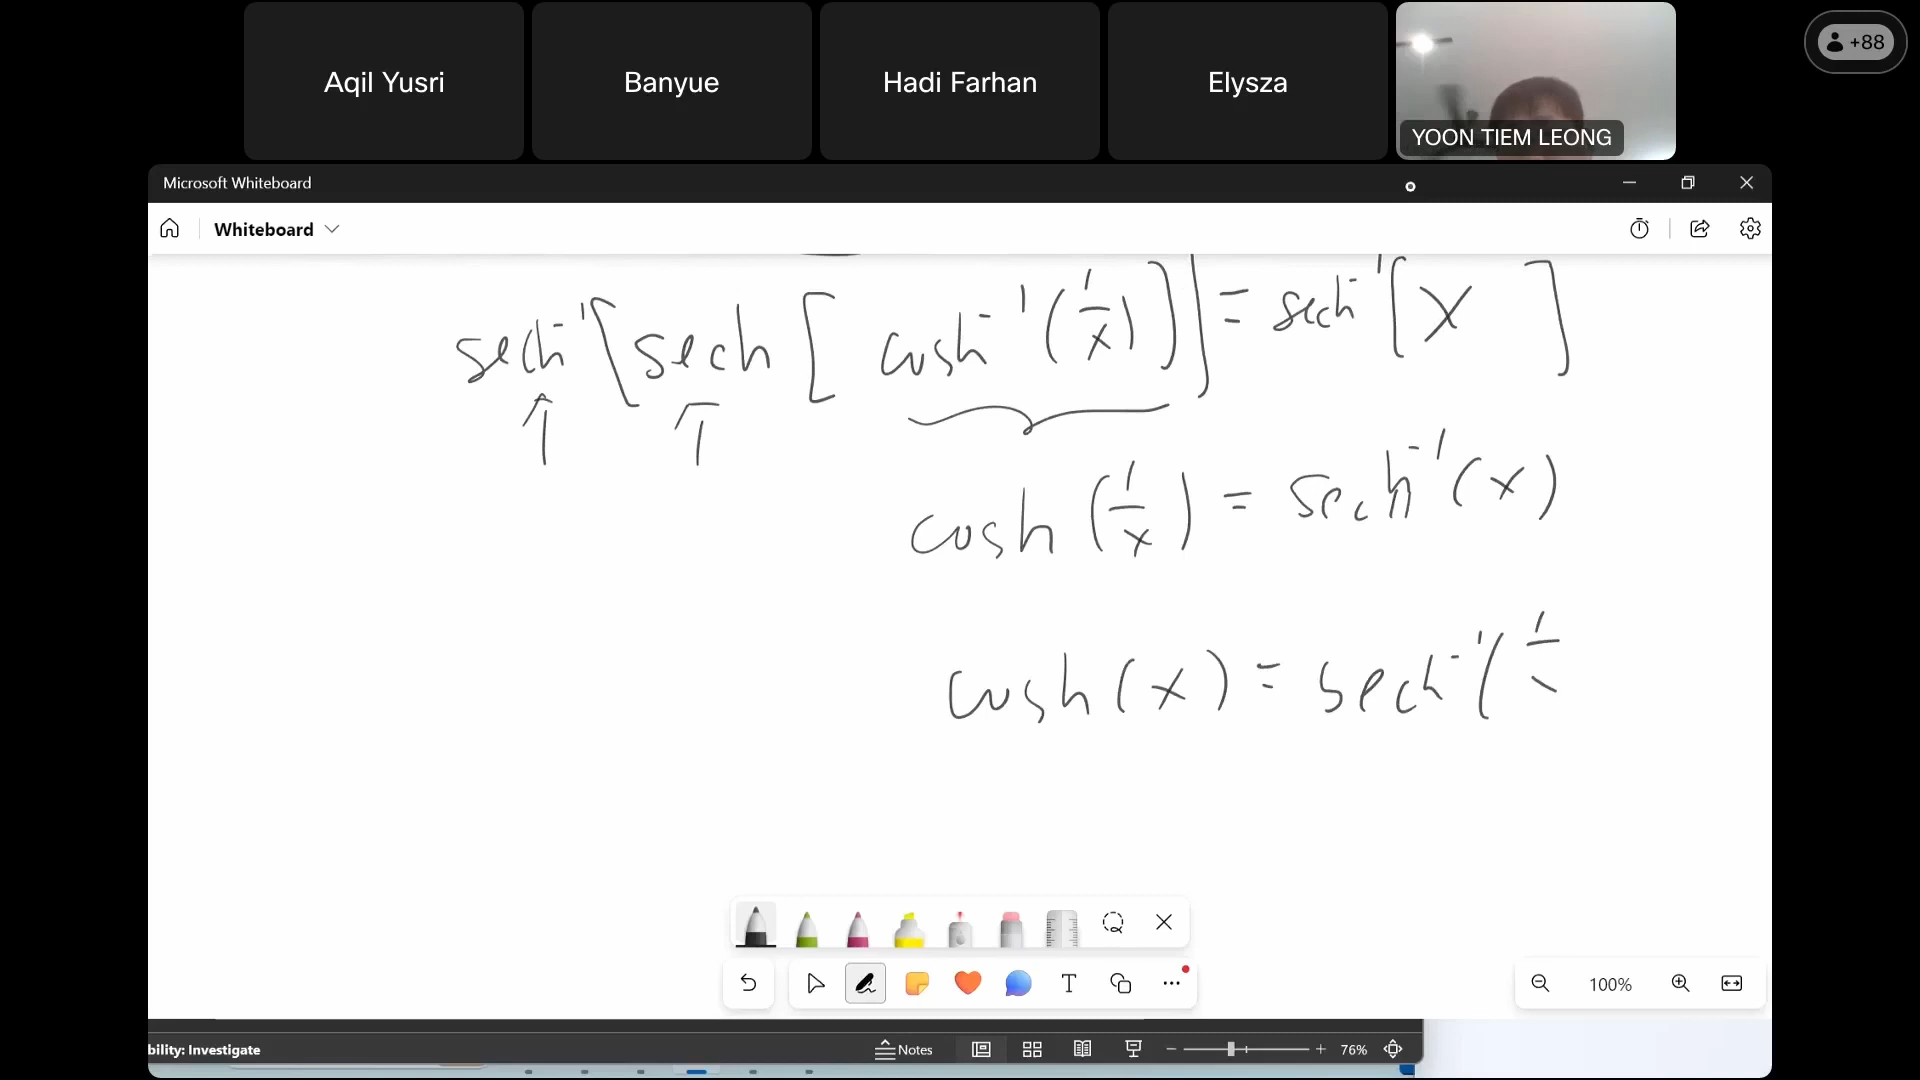 Aqil Yusri
Banyue
Hadi Farhan
Elysza
YOON TIEM LEONG
+88
Microsoft Whiteboard
Whiteboard
sech⁻¹[sech[cosh⁻¹(1/x)]] = sech⁻¹[x]
cosh(1/x) = sech⁻¹(x)
cosh(x) = sech⁻¹(1/
100%
bility: Investigate
Notes
76%